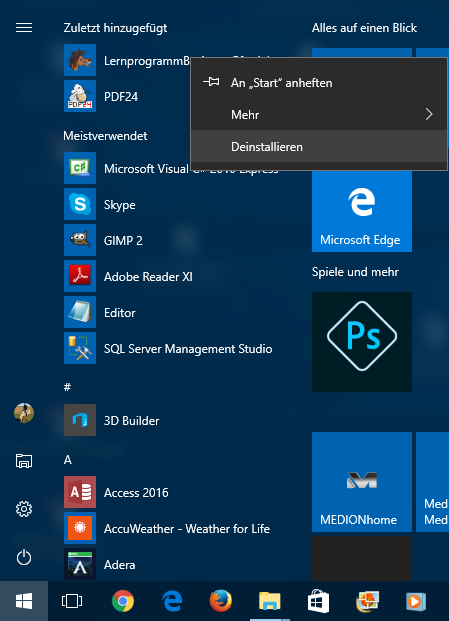 Zuletzt hinzugefügt
Alles auf einen Blick
PDF24
PDF24
An „Start“ anheften
Mehr
Deinstallieren
Meistverwendet
Microsoft Visual C# 2010 Express
Skype
GIMP 2
Adobe Reader XI
Editor
SQL Server Management Studio
Microsoft Edge
Spiele und mehr
Ps
#
3D Builder
A
Access 2016
AccuWeather - Weather for Life
Adera
MEDIONhome
Med
Med